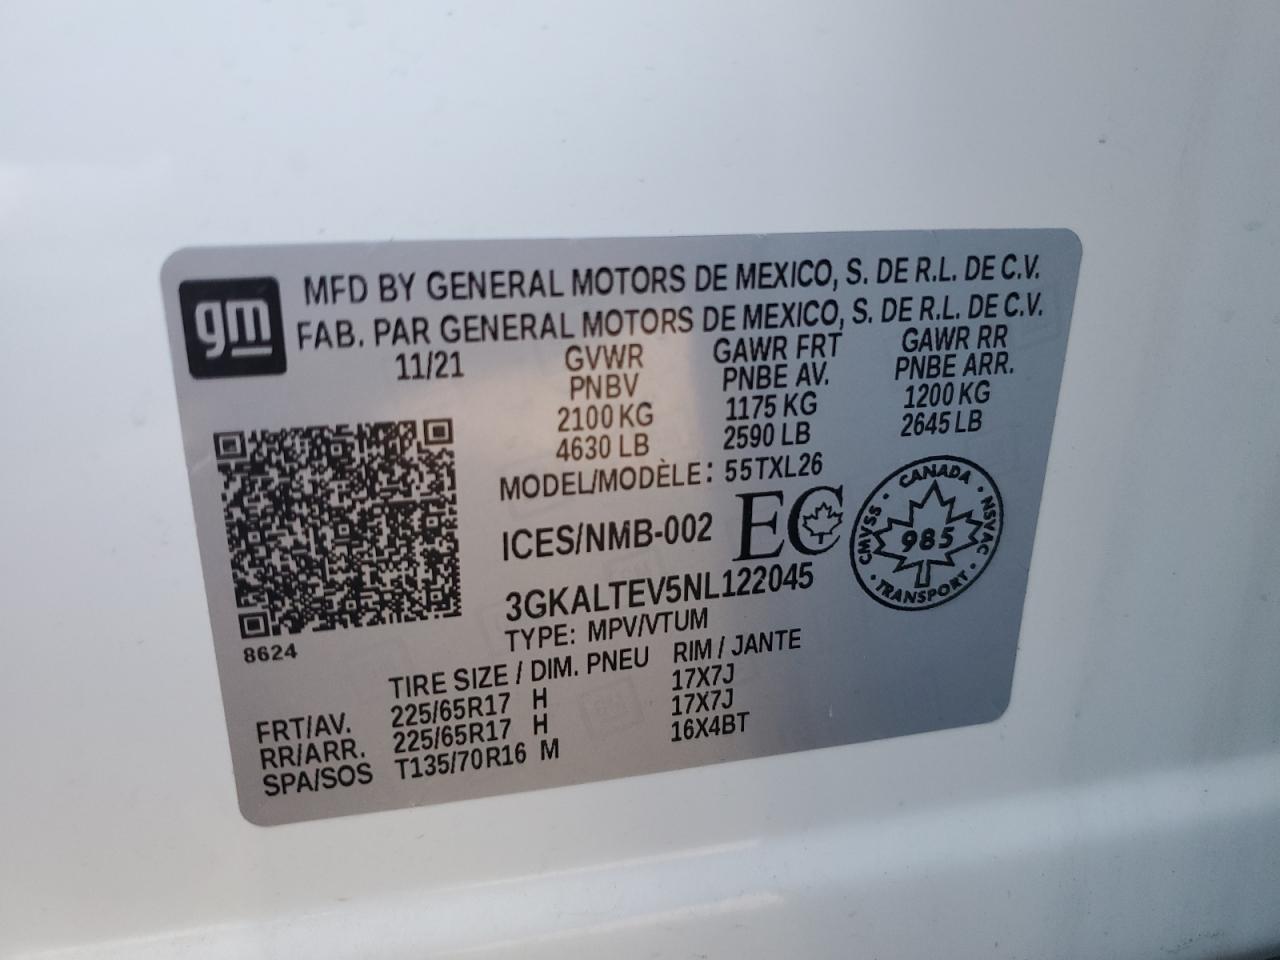 gm
MFD BY GENERAL MOTORS DE MEXICO, S. DE R.L. DE C.V.
FAB. PAR GENERAL MOTORS DE MEXICO, S. DE R.L. DE C.V.
11/21 GVWR GAWR FRT GAWR RR
PNBV PNBE AV. PNBE ARR.
2100 KG 1175 KG 1200 KG
4630 LB 2590 LB 2645 LB
MODEL/MODÈLE: 55TXL26
ICES/NMB-002 EC
CANADA
CMVSS 985 NSVAC
TRANSPORT
3GKALTEV5NL122045
TYPE: MPV/VTUM
8624
TIRE SIZE / DIM. PNEU RIM / JANTE
FRT/AV. 225/65R17 H 17X7J
RR/ARR. 225/65R17 H 17X7J
SPA/SOS T135/70R16 M 16X4BT